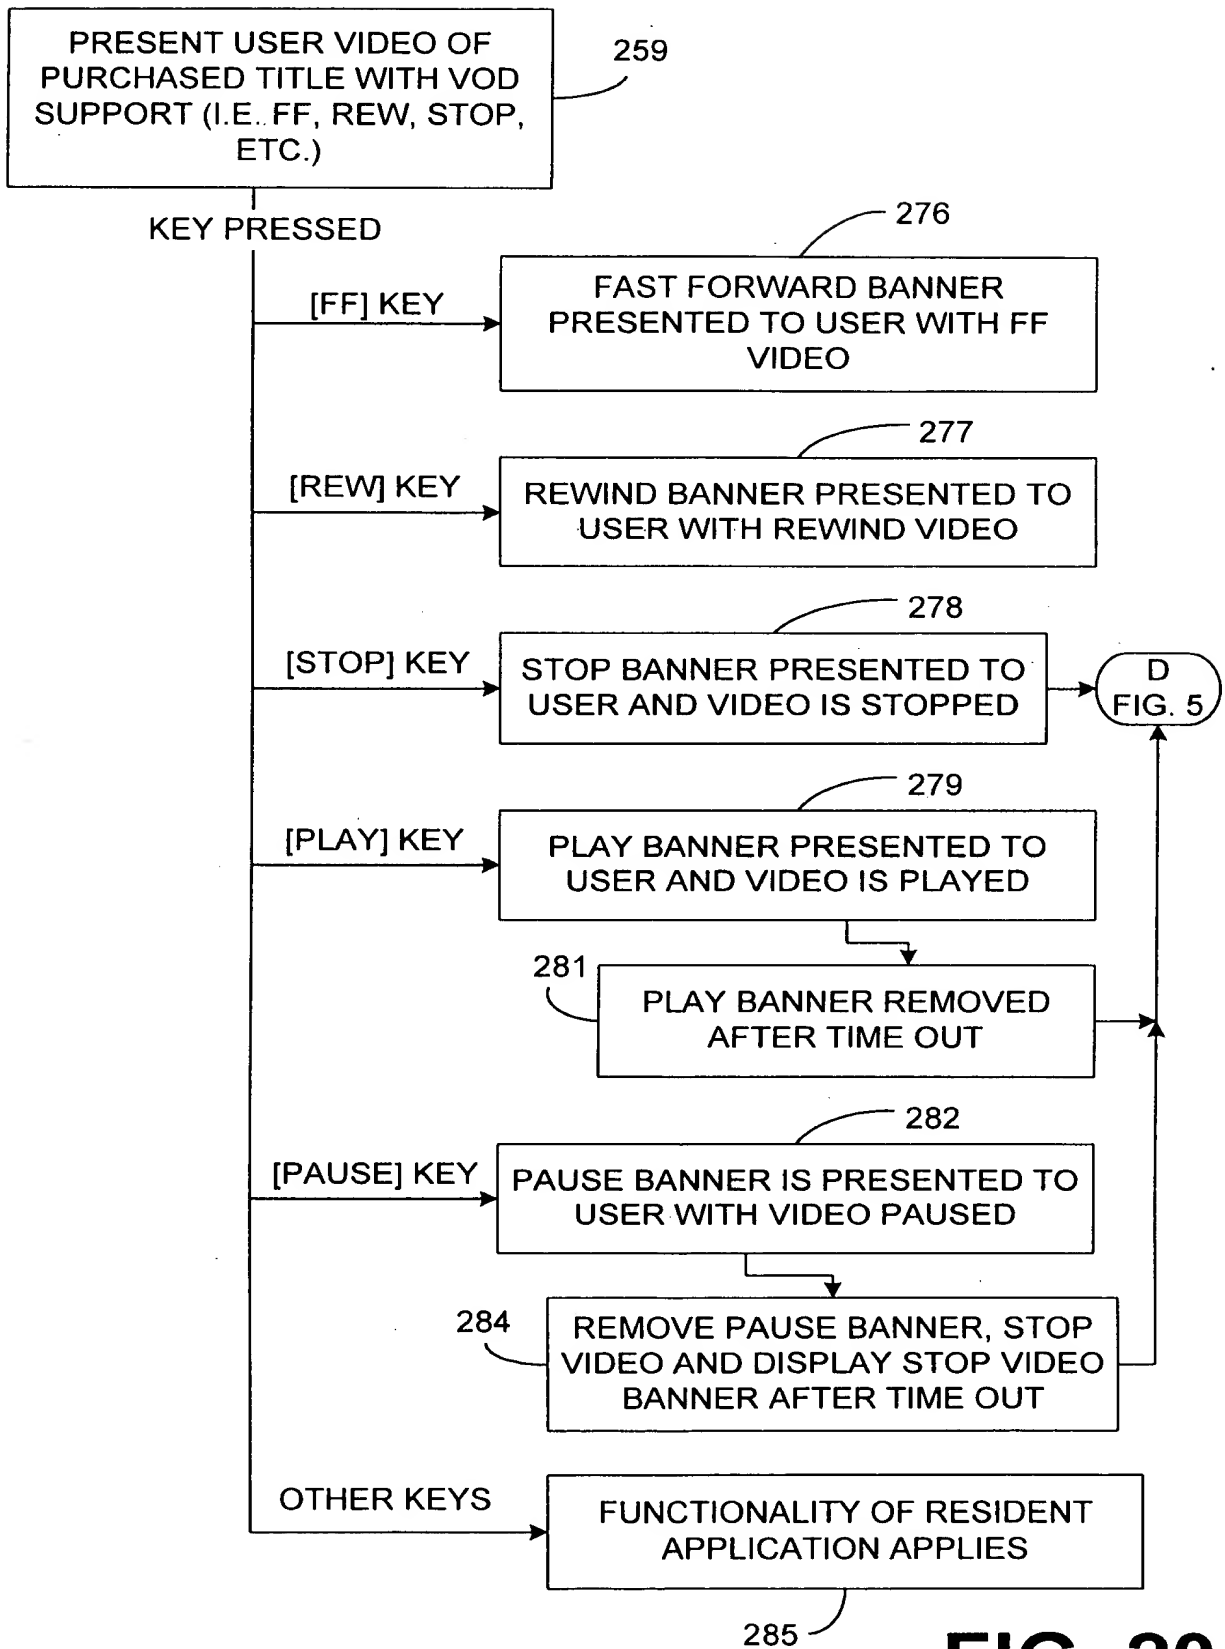 PRESENT USER VIDEO OF
PURCHASED TITLE WITH VOD
SUPPORT (I.E. FF, REW, STOP,
ETC.)
259
KEY PRESSED
276
[FF] KEY
FAST FORWARD BANNER
PRESENTED TO USER WITH FF
VIDEO
277
[REW] KEY
REWIND BANNER PRESENTED TO
USER WITH REWIND VIDEO
278
[STOP] KEY
STOP BANNER PRESENTED TO
USER AND VIDEO IS STOPPED
D
FIG. 5
279
[PLAY] KEY
PLAY BANNER PRESENTED TO
USER AND VIDEO IS PLAYED
281
PLAY BANNER REMOVED
AFTER TIME OUT
282
[PAUSE] KEY
PAUSE BANNER IS PRESENTED TO
USER WITH VIDEO PAUSED
284
REMOVE PAUSE BANNER, STOP
VIDEO AND DISPLAY STOP VIDEO
BANNER AFTER TIME OUT
OTHER KEYS
FUNCTIONALITY OF RESIDENT
APPLICATION APPLIES
285